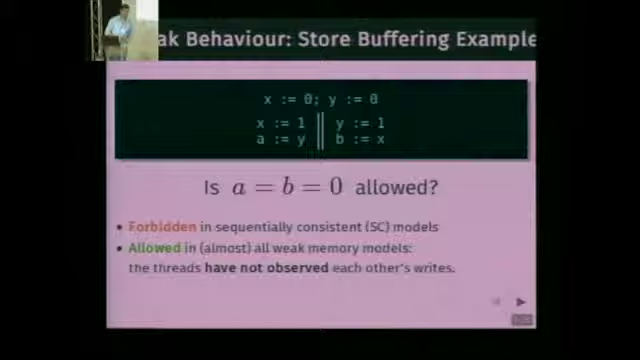 ak Behaviour: Store Buffering Example
x := 0; y := 0
x := 1 || y := 1
a := y || b := x
Is a = b = 0 allowed?
• Forbidden in sequentially consistent (SC) models
• Allowed in (almost) all weak memory models:
the threads have not observed each other's writes.